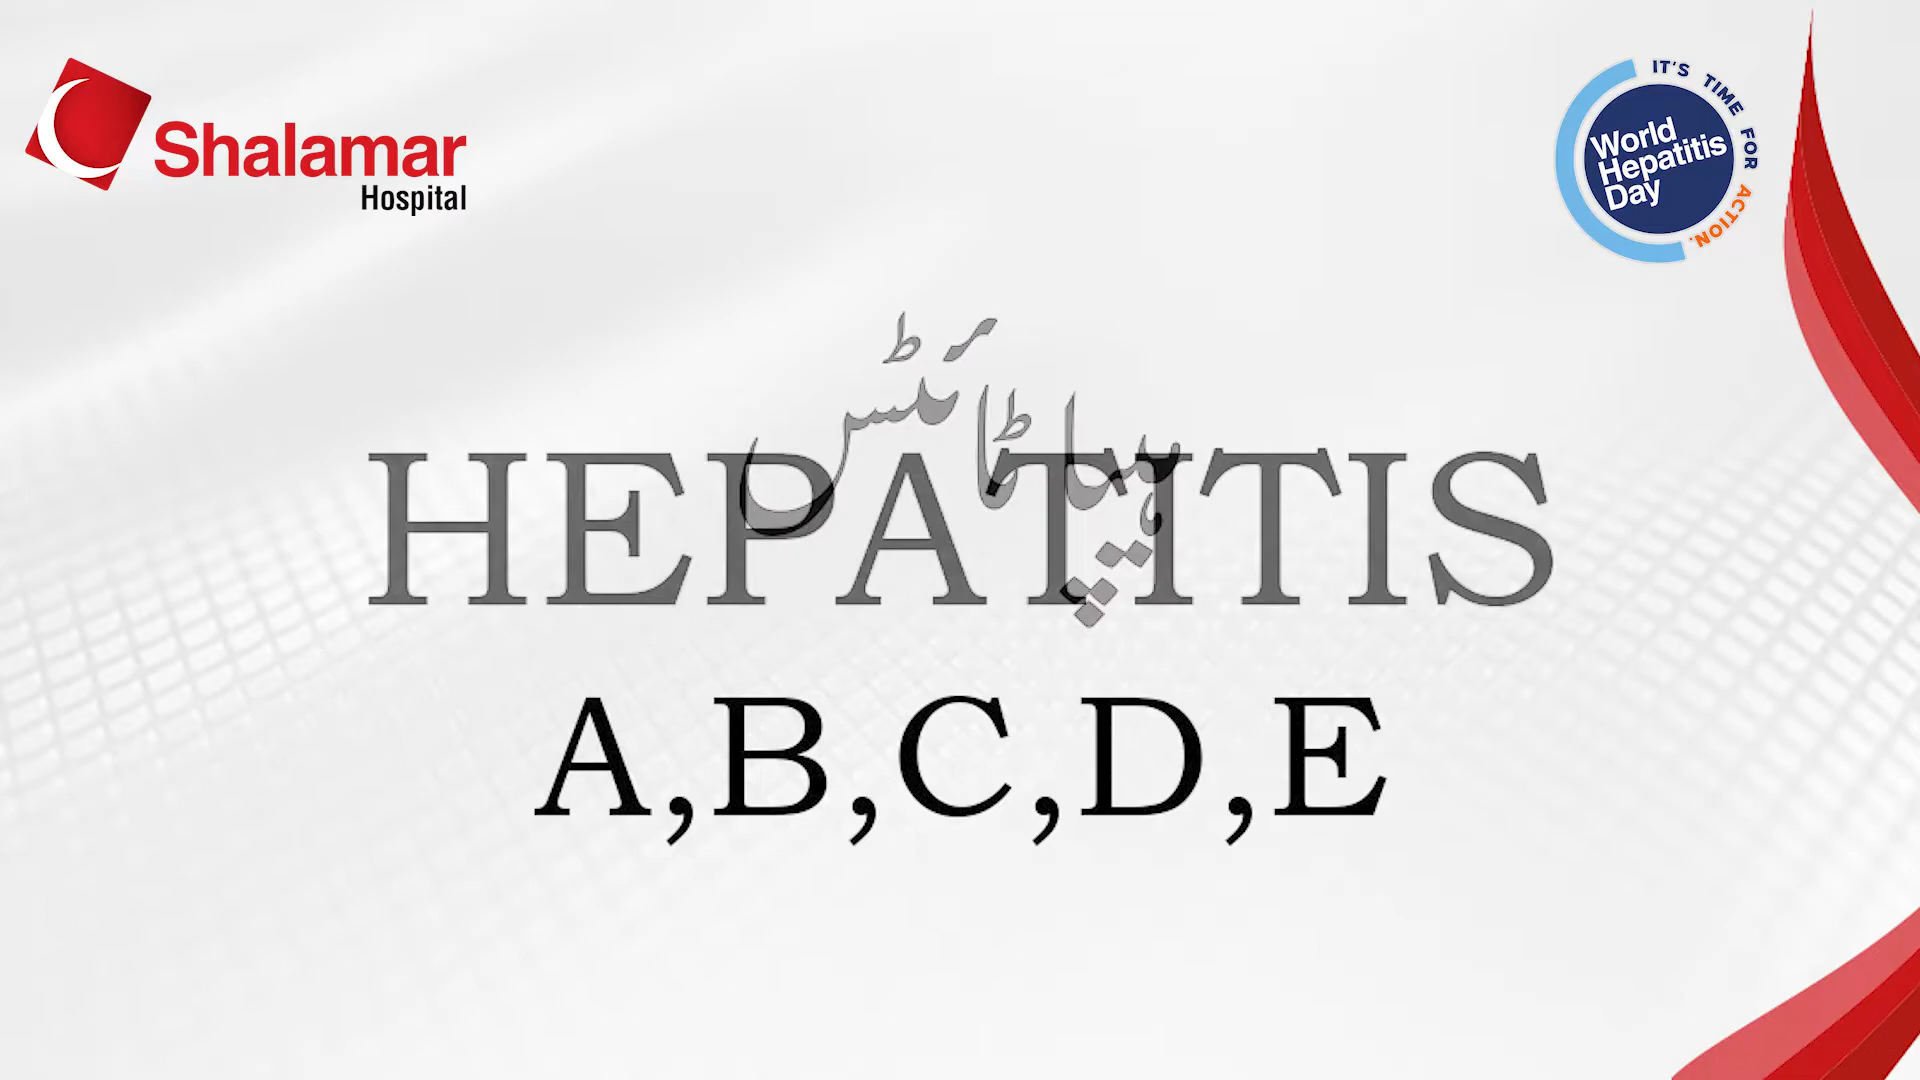 Shalamar
Hospital
IT'S TIME FOR ACTION.
World
Hepatitis
Day
ہیپاٹائٹس
HEPATITIS
A,B,C,D,E